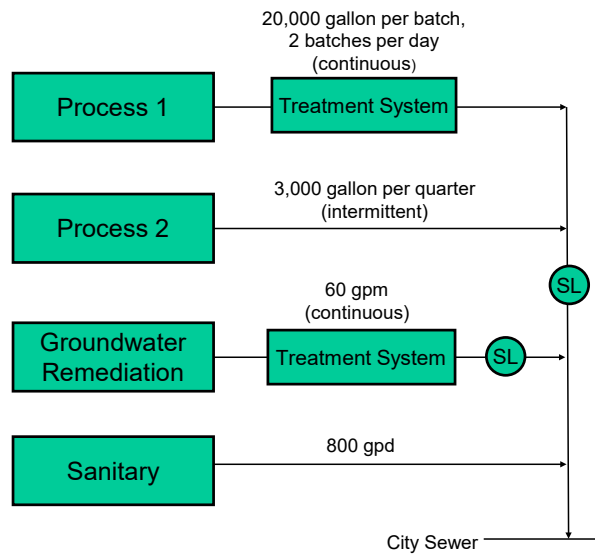 20,000 gallon per batch,
2 batches per day
(continuous)
Process 1
Treatment System
3,000 gallon per quarter
(intermittent)
Process 2
SL
60 gpm
(continuous)
Groundwater
Remediation
Treatment System
SL
800 gpd
Sanitary
City Sewer